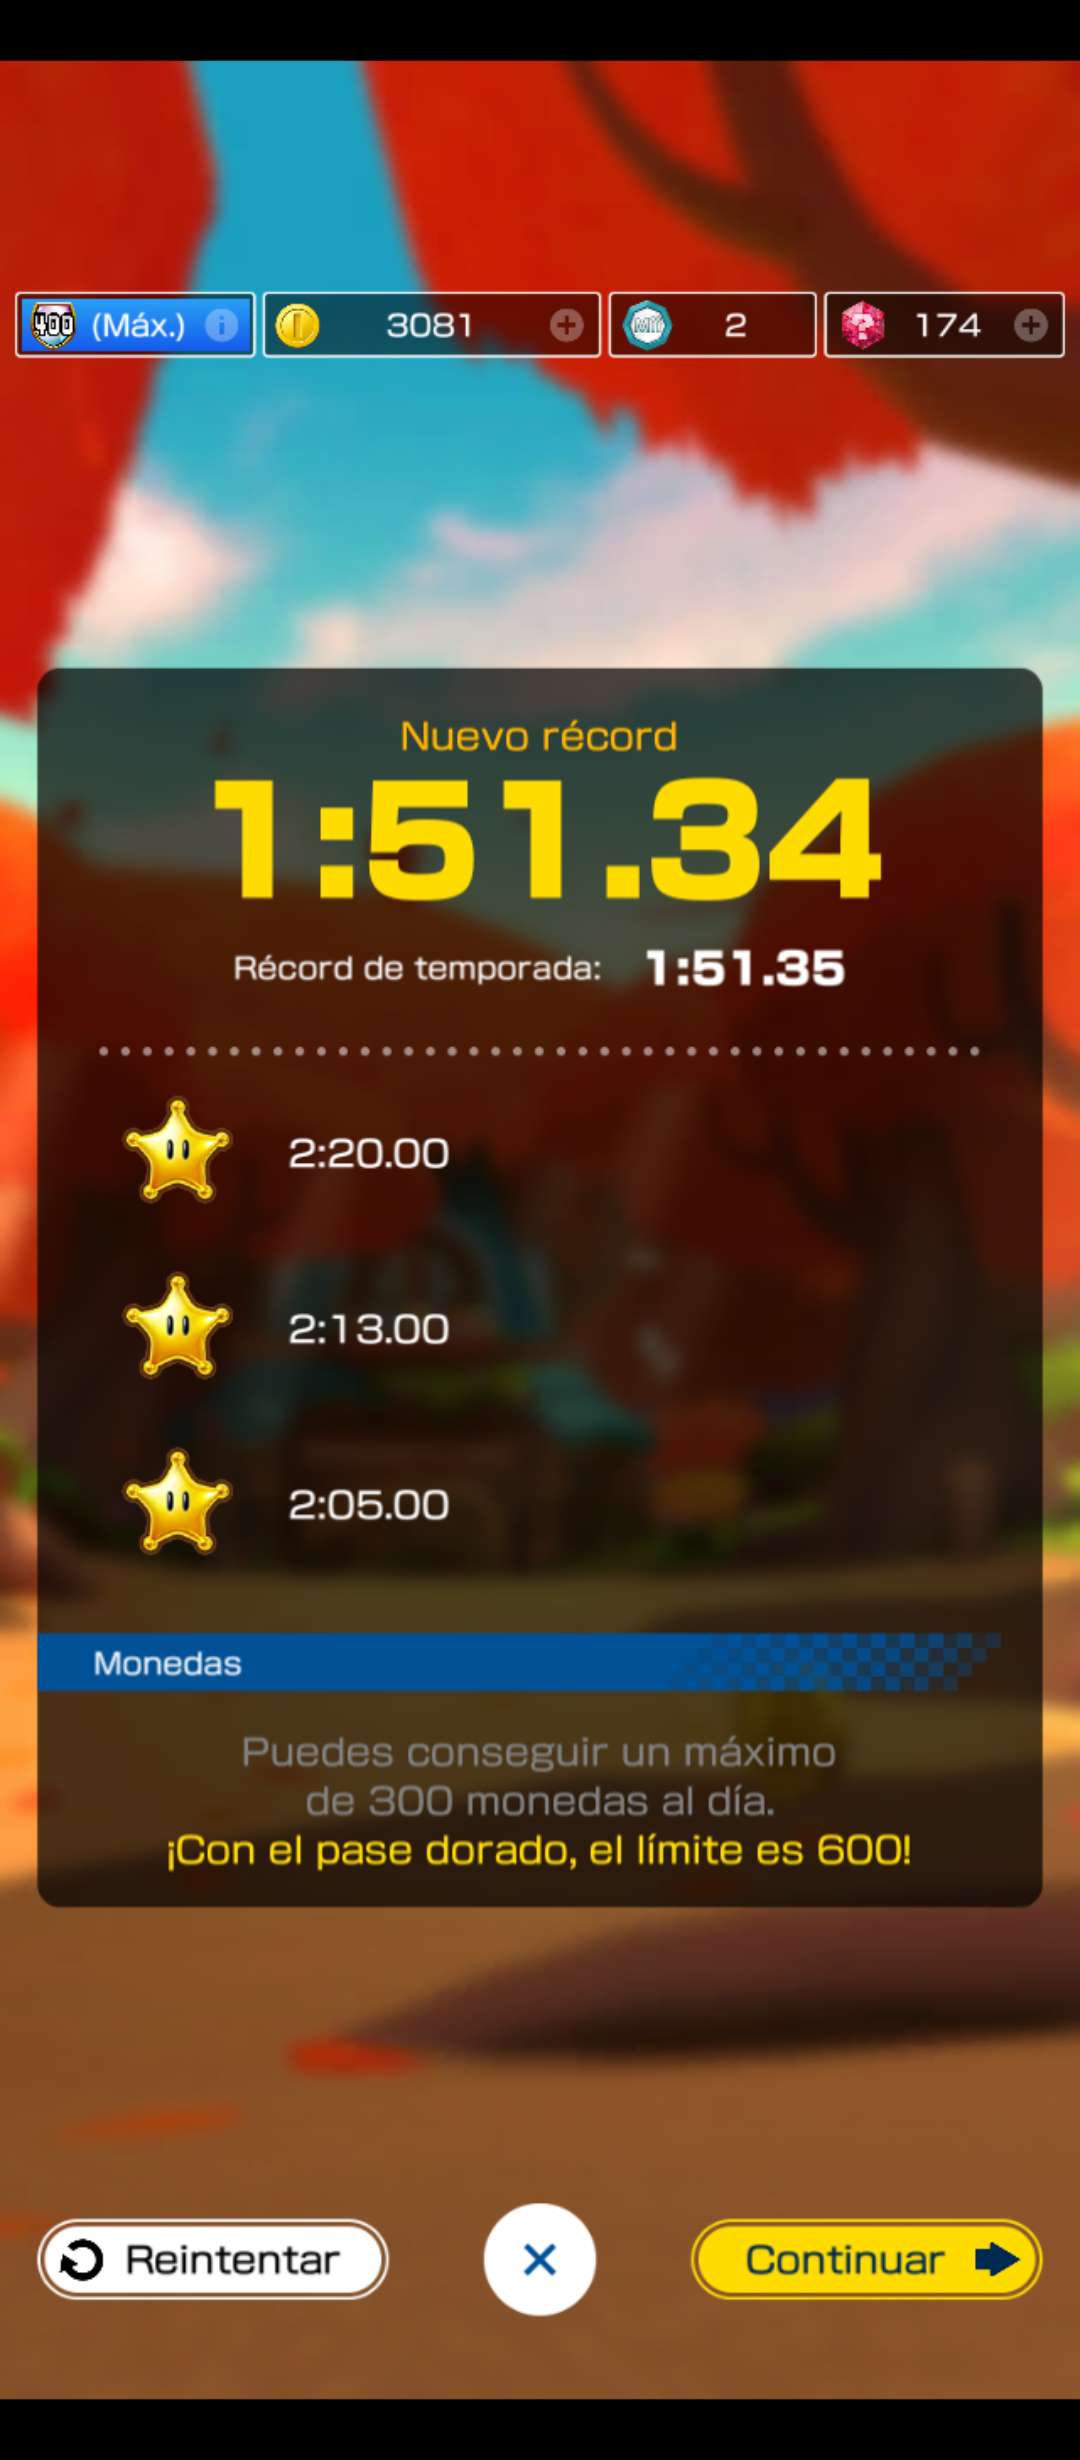 400 (Máx.) i 3081 + Mii 2 ? 174 +
Nuevo récord
1:51.34
Récord de temporada: 1:51.35
2:20.00
2:13.00
2:05.00
Monedas
Puedes conseguir un máximo
de 300 monedas al día.
¡Con el pase dorado, el límite es 600!
Reintentar × Continuar